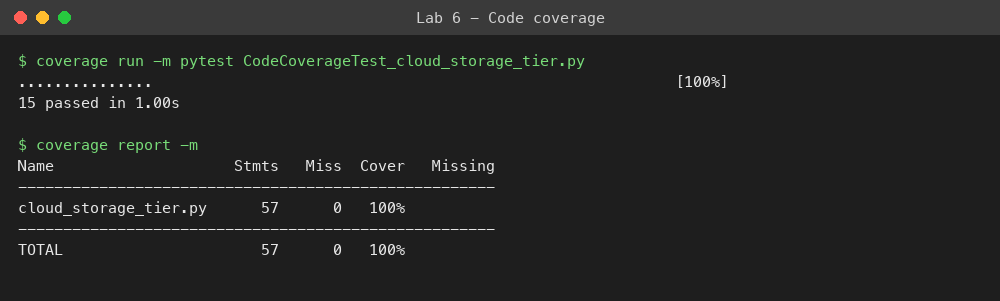 Lab 6 – Code coverage
$ coverage run -m pytest CodeCoverageTest_cloud_storage_tier.py
............... [100%]
15 passed in 1.00s
$ coverage report -m
Name Stmts Miss Cover Missing
-----------------------------------------------------
cloud_storage_tier.py 57 0 100%
-----------------------------------------------------
TOTAL 57 0 100%